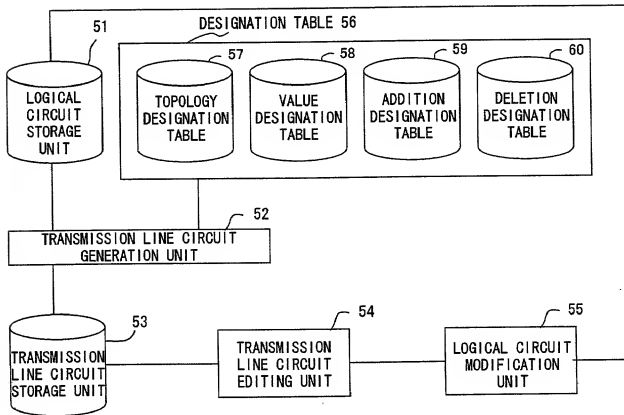 DESIGNATION TABLE 56
51
LOGICAL
CIRCUIT
STORAGE
UNIT
57
TOPOLOGY
DESIGNATION
TABLE
58
VALUE
DESIGNATION
TABLE
59
ADDITION
DESIGNATION
TABLE
60
DELETION
DESIGNATION
TABLE
52
TRANSMISSION LINE CIRCUIT
GENERATION UNIT
53
TRANSMISSION
LINE CIRCUIT
STORAGE UNIT
54
TRANSMISSION
LINE CIRCUIT
EDITING UNIT
55
LOGICAL CIRCUIT
MODIFICATION
UNIT